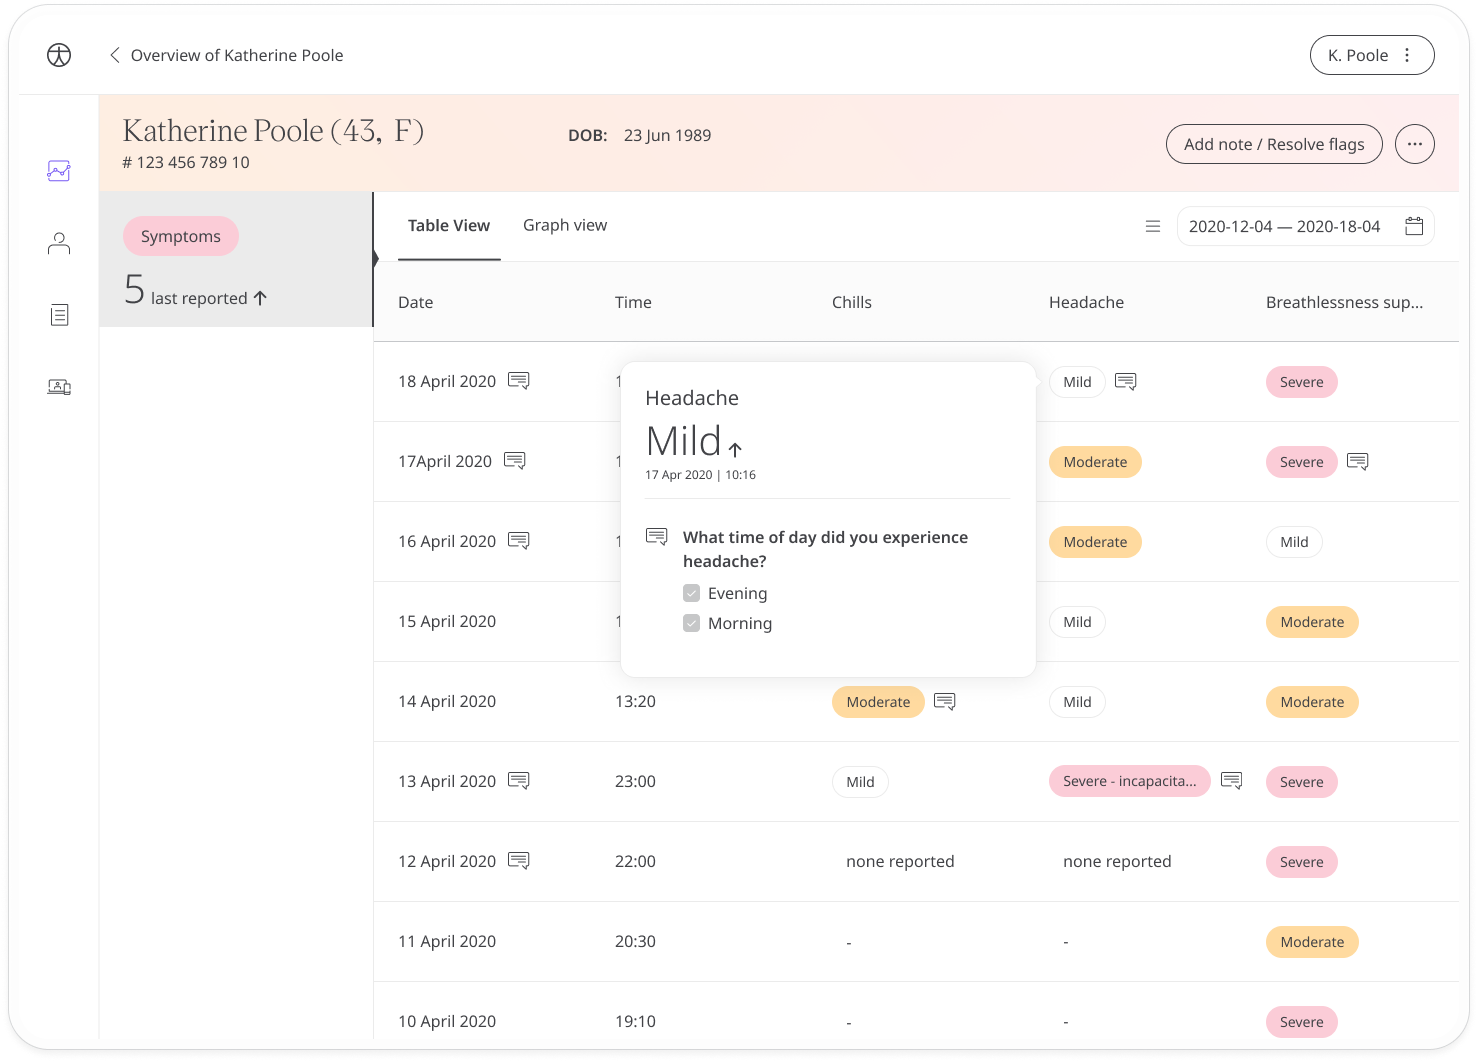 Overview of Katherine Poole
K. Poole
Katherine Poole (43, F)
# 123 456 789 10
DOB: 23 Jun 1989
Add note / Resolve flags
Symptoms
5 last reported
Table View Graph view
2020-12-04 — 2020-18-04
Date Time Chills Headache Breathlessness sup...
18 April 2020 Mild Severe
17April 2020 Moderate Severe
16 April 2020 Moderate Mild
15 April 2020 Mild Moderate
Headache
Mild
17 Apr 2020 | 10:16
What time of day did you experience
headache?
Evening
Morning
14 April 2020 13:20 Moderate Mild Moderate
13 April 2020 23:00 Mild Severe - incapacita... Severe
12 April 2020 22:00 none reported none reported Severe
11 April 2020 20:30 - - Moderate
10 April 2020 19:10 - - Severe